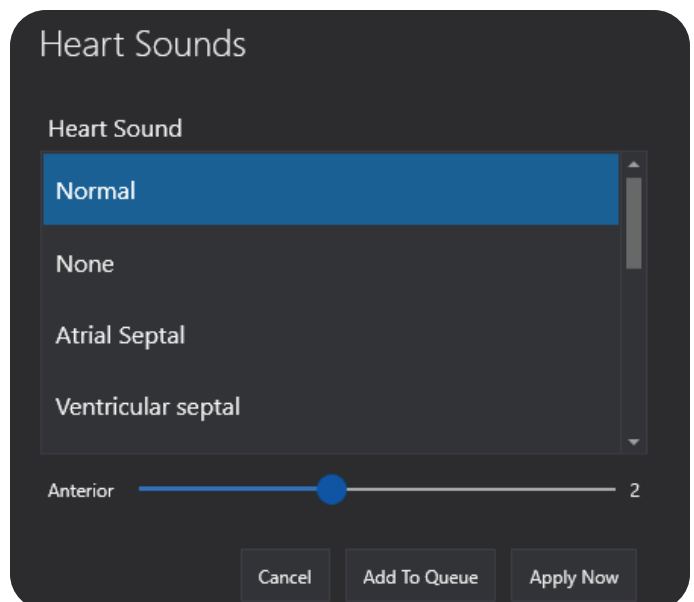 Heart Sounds
Heart Sound
Normal
None
Atrial Septal
Ventricular septal
Anterior 2
Cancel Add To Queue Apply Now